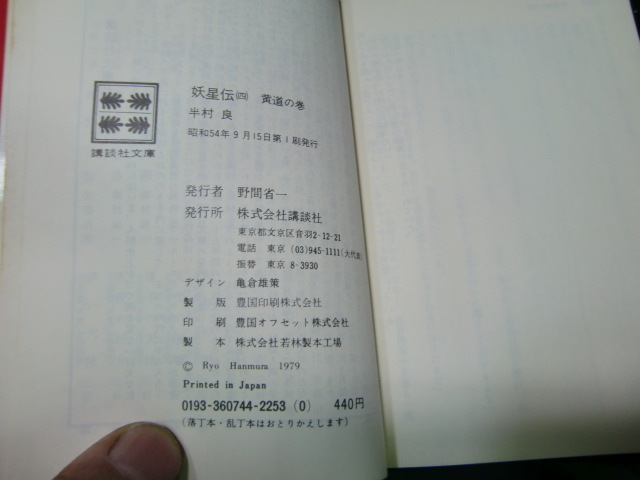 講談社文庫
妖星伝㈣ 黄道の巻
半村 良
昭和54年9月15日第1刷発行
発行者 野間省一
発行所 株式会社講談社
東京都文京区音羽2-12-21
電話 東京 (03)945-1111(大代表)
振替 東京 8-3930
デザイン 亀倉雄策
製版 豊国印刷株式会社
印刷 豊国オフセット株式会社
製本 株式会社若林製本工場
© Ryo Hanmura 1979
Printed in Japan
0193-360744-2253 (0) 440円
(落丁本・乱丁本はおとりかえします)